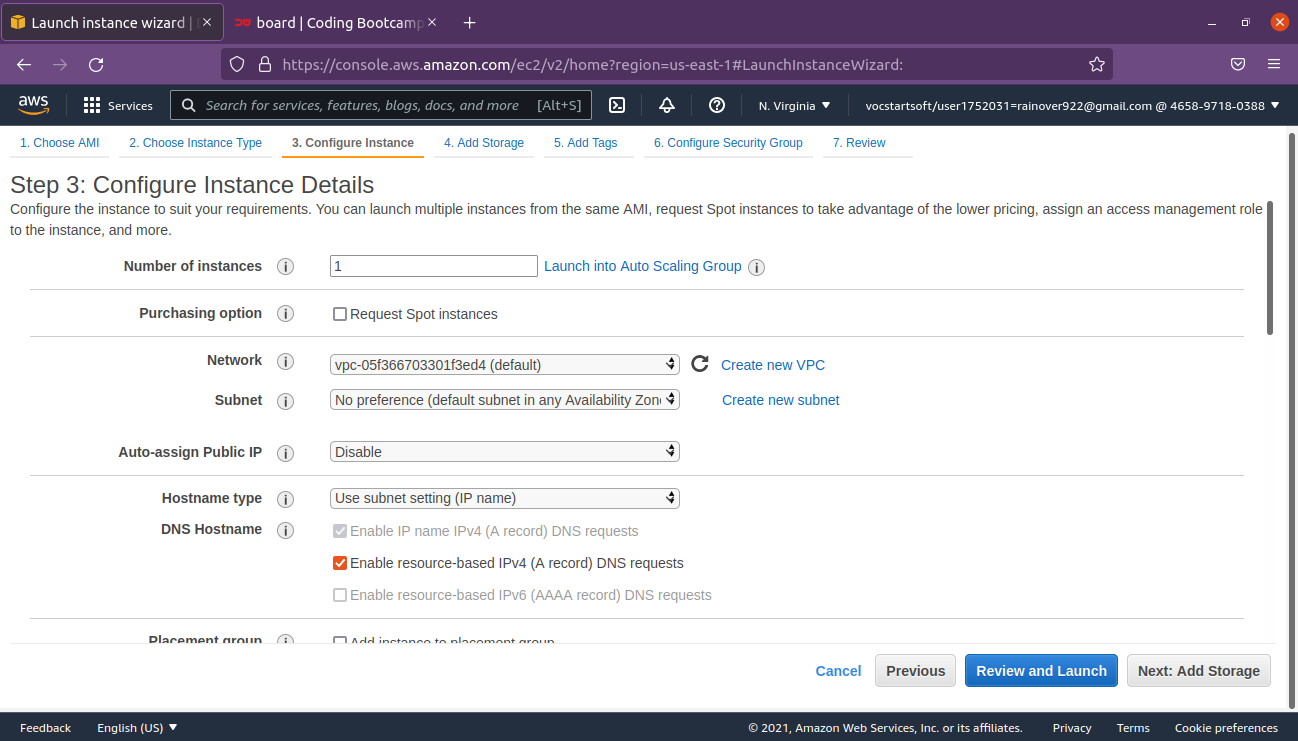 Launch instance wizard |
board | Coding Bootcamp
https://console.aws.amazon.com/ec2/v2/home?region=us-east-1#LaunchInstanceWizard:
aws
Services
Search for services, features, blogs, docs, and more [Alt+S]
N. Virginia
vocstartsoft/user1752031=rainover922@gmail.com @ 4658-9718-0388
1. Choose AMI
2. Choose Instance Type
3. Configure Instance
4. Add Storage
5. Add Tags
6. Configure Security Group
7. Review
Step 3: Configure Instance Details
Configure the instance to suit your requirements. You can launch multiple instances from the same AMI, request Spot instances to take advantage of the lower pricing, assign an access management role
to the instance, and more.
Number of instances
1
Launch into Auto Scaling Group
Purchasing option
Request Spot instances
Network
vpc-05f366703301f3ed4 (default)
Create new VPC
Subnet
No preference (default subnet in any Availability Zone
Create new subnet
Auto-assign Public IP
Disable
Hostname type
Use subnet setting (IP name)
DNS Hostname
Enable IP name IPv4 (A record) DNS requests
Enable resource-based IPv4 (A record) DNS requests
Enable resource-based IPv6 (AAAA record) DNS requests
Placement group
Add instance to placement group
Cancel
Previous
Review and Launch
Next: Add Storage
Feedback
English (US)
© 2021, Amazon Web Services, Inc. or its affiliates.
Privacy
Terms
Cookie preferences